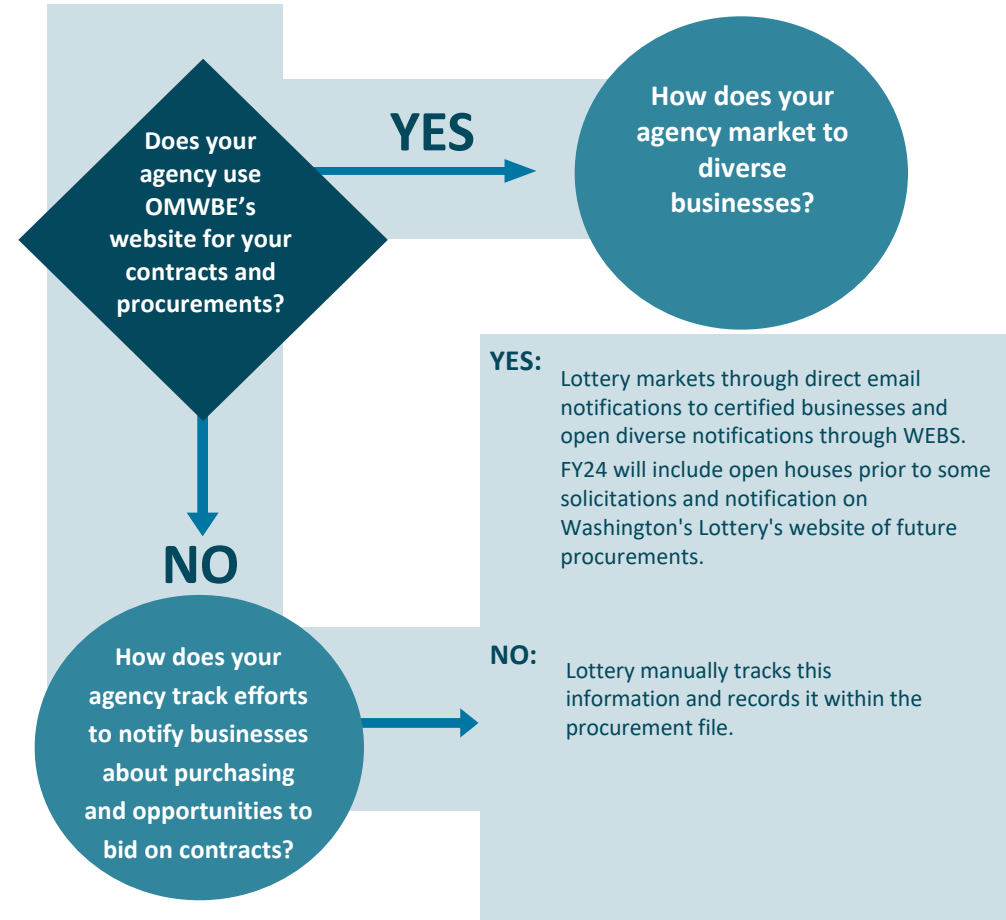 Does your
agency use
OMWBE’s
website for your
contracts and
procurements?
YES
How does your
agency market to
diverse
businesses?
YES:
Lottery markets through direct email
notifications to certified businesses and
open diverse notifications through WEBS.
FY24 will include open houses prior to some
solicitations and notification on
Washington's Lottery's website of future
procurements.
NO
How does your
agency track efforts
to notify businesses
about purchasing
and opportunities to
bid on contracts?
NO:
Lottery manually tracks this
information and records it within the
procurement file.